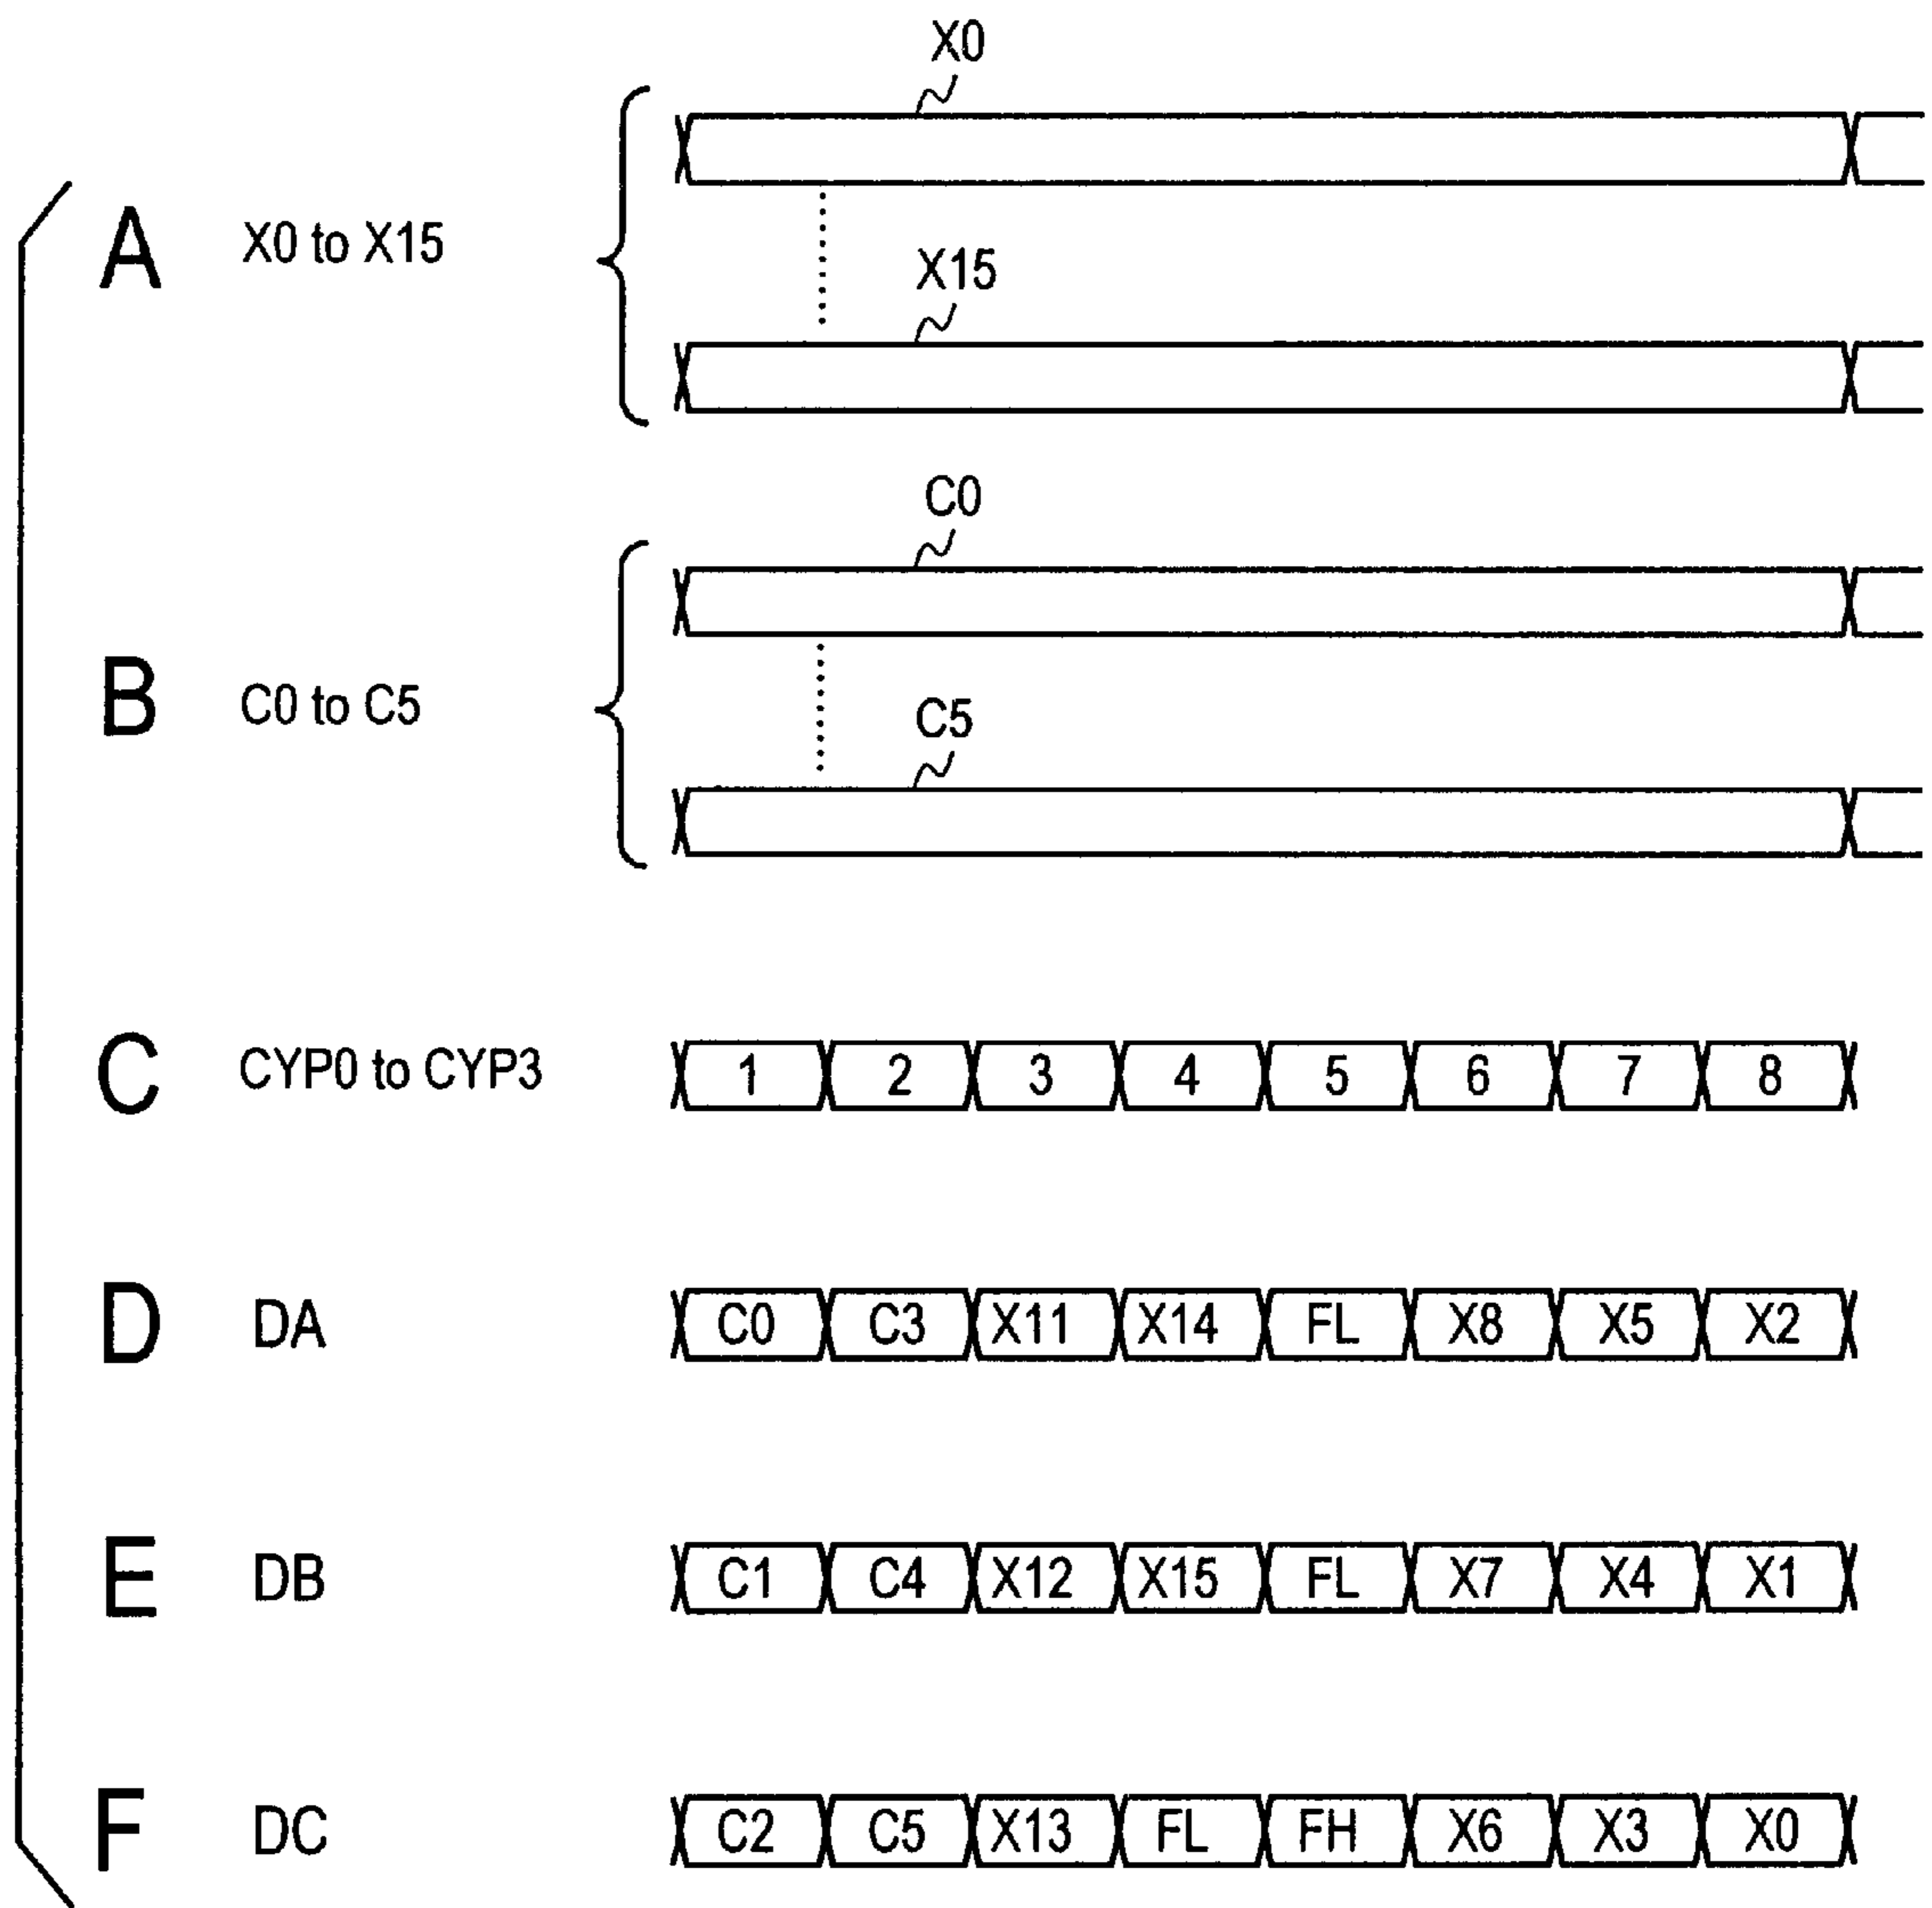 X0
A X0 to X15
X15
C0
B C0 to C5
C5
C CYP0 to CYP3 1 2 3 4 5 6 7 8
D DA C0 C3 X11 X14 FL X8 X5 X2
E DB C1 C4 X12 X15 FL X7 X4 X1
F DC C2 C5 X13 FL FH X6 X3 X0